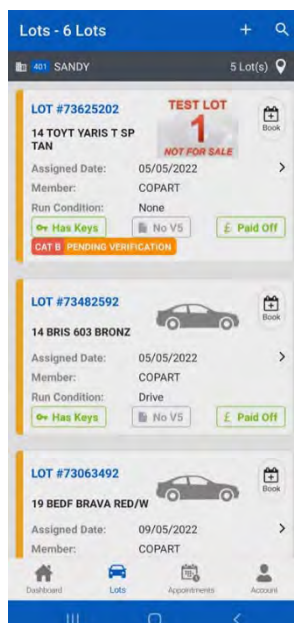 Lots - 6 Lots
401 SANDY 5 Lot(s)
LOT #73625202
TEST LOT
1
NOT FOR SALE
Book
14 TOYT YARIS T SP
TAN
Assigned Date: 05/05/2022
Member: COPART
Run Condition: None
Has Keys No V5 £ Paid Off
CAT B PENDING VERIFICATION
LOT #73482592
Book
14 BRIS 603 BRONZ
Assigned Date: 05/05/2022
Member: COPART
Run Condition: Drive
Has Keys No V5 £ Paid Off
LOT #73063492
Book
19 BEDF BRAVA RED/W
Assigned Date: 09/05/2022
Member: COPART
Dashboard Lots Appointments Account